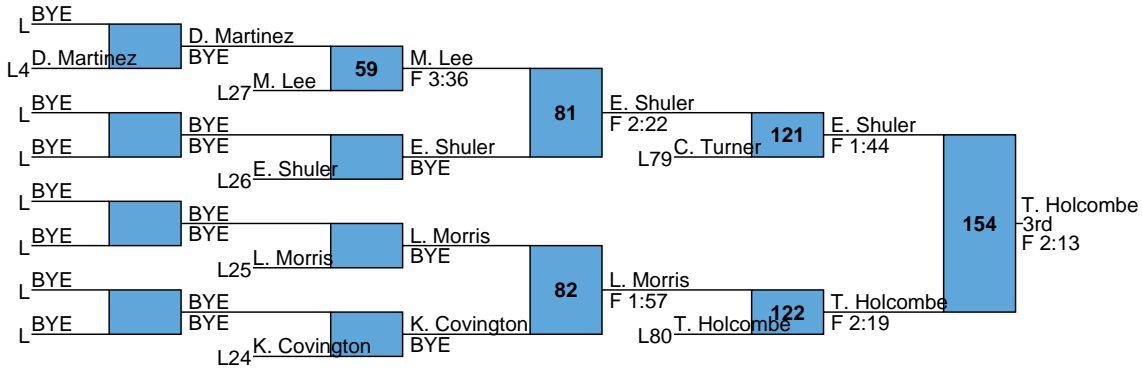 BYE
L
D. Martinez
L4
D. Martinez
BYE
59
M. Lee
L27
M. Lee
F 3:36
BYE
L
BYE
L
BYE
BYE
E. Shuler
L26
E. Shuler
BYE
81
E. Shuler
F 2:22
C. Turner
L79
121
E. Shuler
F 1:44
BYE
L
BYE
L
BYE
BYE
L. Morris
L25
L. Morris
BYE
BYE
L
BYE
L
BYE
BYE
K. Covington
L24
K. Covington
BYE
82
L. Morris
F 1:57
T. Holcombe
L80
122
T. Holcombe
F 2:19
154
T. Holcombe
3rd
F 2:13